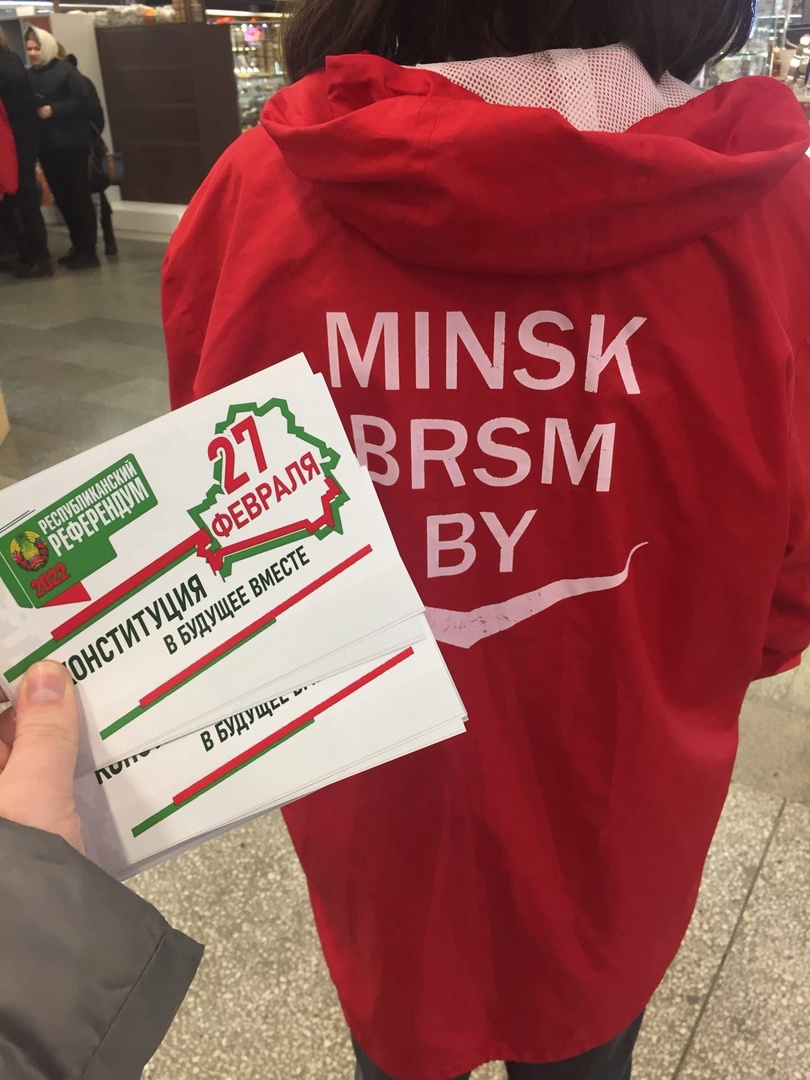 MINSK
BRSM
BY
РЕСПУБЛИКАНСКИЙ
РЕФЕРЕНДУМ
2022
27
ФЕВРАЛЯ
КОНСТИТУЦИЯ
В БУДУЩЕЕ ВМЕСТЕ
В БУДУЩЕЕ